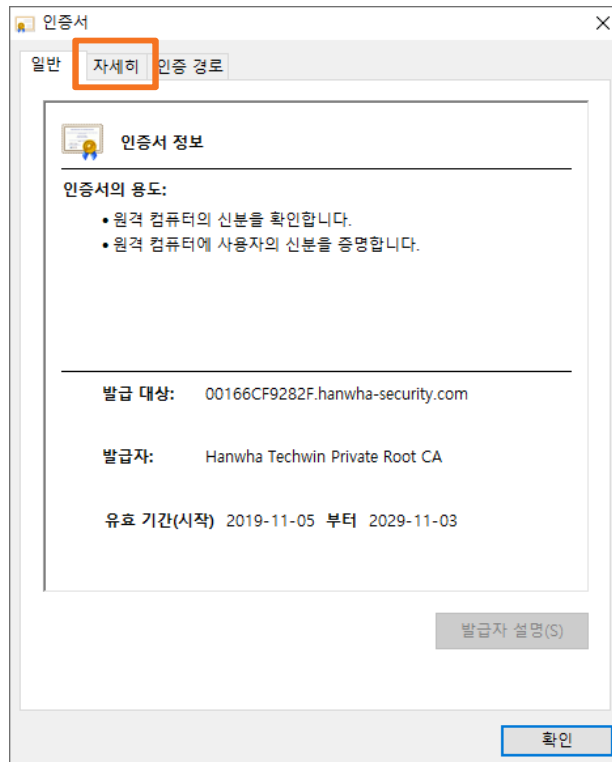 인증서
일반 자세히 인증 경로
인증서 정보
인증서의 용도:
• 원격 컴퓨터의 신분을 확인합니다.
• 원격 컴퓨터에 사용자의 신분을 증명합니다.
발급 대상: 00166CF9282F.hanwha-security.com
발급자: Hanwha Techwin Private Root CA
유효 기간(시작) 2019-11-05 부터 2029-11-03
발급자 설명(S)
확인